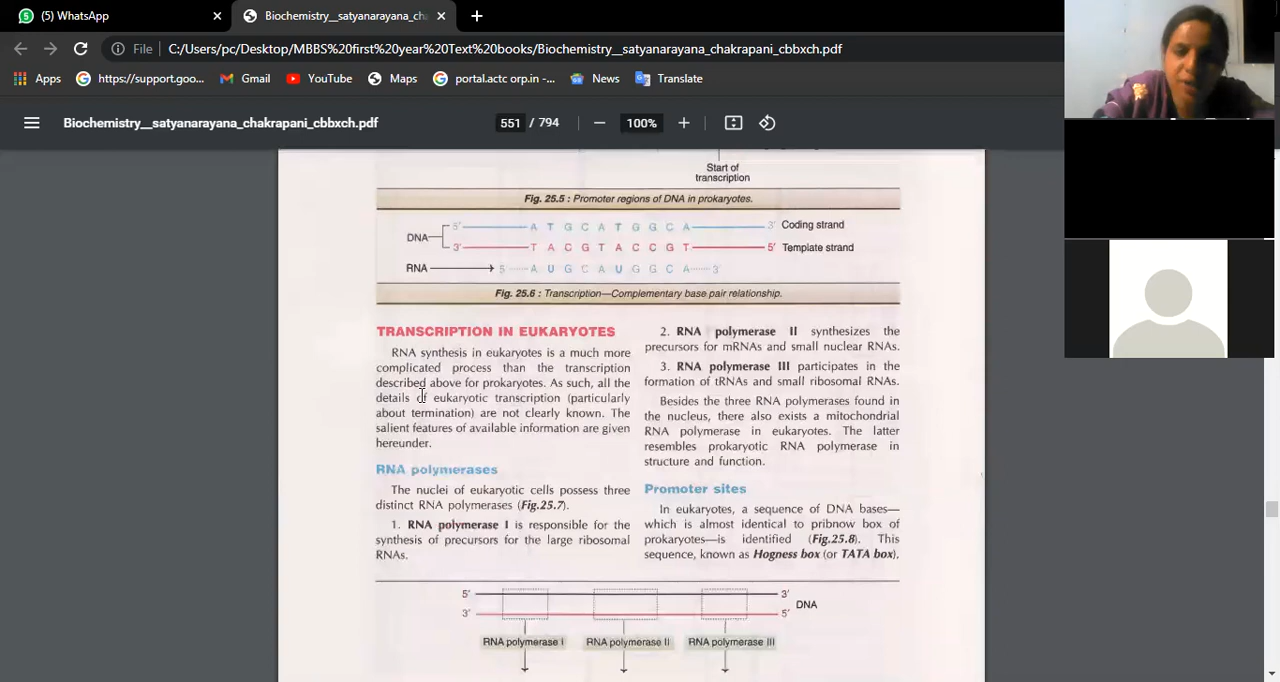 (5) WhatsApp
Biochemistry__satyanarayana_cha
File C:/Users/pc/Desktop/MBBS%20first%20year%20Text%20books/Biochemistry__satyanarayana_chakrapani_cbbxch.pdf
Apps https://support.goo... Gmail YouTube Maps portal.actc orp.in -... News Translate
Biochemistry__satyanarayana_chakrapani_cbbxch.pdf 551 / 794 100%
Start of
transcription
Fig. 25.5 : Promoter regions of DNA in prokaryotes.
5' A T G C A T G G C A 3' Coding strand
DNA
3' T A C G T A C C G T 5' Template strand
RNA 5' A U G C A U G G C A 3'
Fig. 25.6 : Transcription—Complementary base pair relationship.
TRANSCRIPTION IN EUKARYOTES
RNA synthesis in eukaryotes is a much more
complicated process than the transcription
described above for prokaryotes. As such, all the
details of eukaryotic transcription (particularly
about termination) are not clearly known. The
salient features of available information are given
hereunder.
RNA polymerases
The nuclei of eukaryotic cells possess three
distinct RNA polymerases (Fig.25.7).
1. RNA polymerase I is responsible for the
synthesis of precursors for the large ribosomal
RNAs.
2. RNA polymerase II synthesizes the
precursors for mRNAs and small nuclear RNAs.
3. RNA polymerase III participates in the
formation of tRNAs and small ribosomal RNAs.
Besides the three RNA polymerases found in
the nucleus, there also exists a mitochondrial
RNA polymerase in eukaryotes. The latter
resembles prokaryotic RNA polymerase in
structure and function.
Promoter sites
In eukaryotes, a sequence of DNA bases—
which is almost identical to pribnow box of
prokaryotes—is identified (Fig.25.8). This
sequence, known as Hogness box (or TATA box),
5' 3'
DNA
3' 5'
RNA polymerase I RNA polymerase II RNA polymerase III